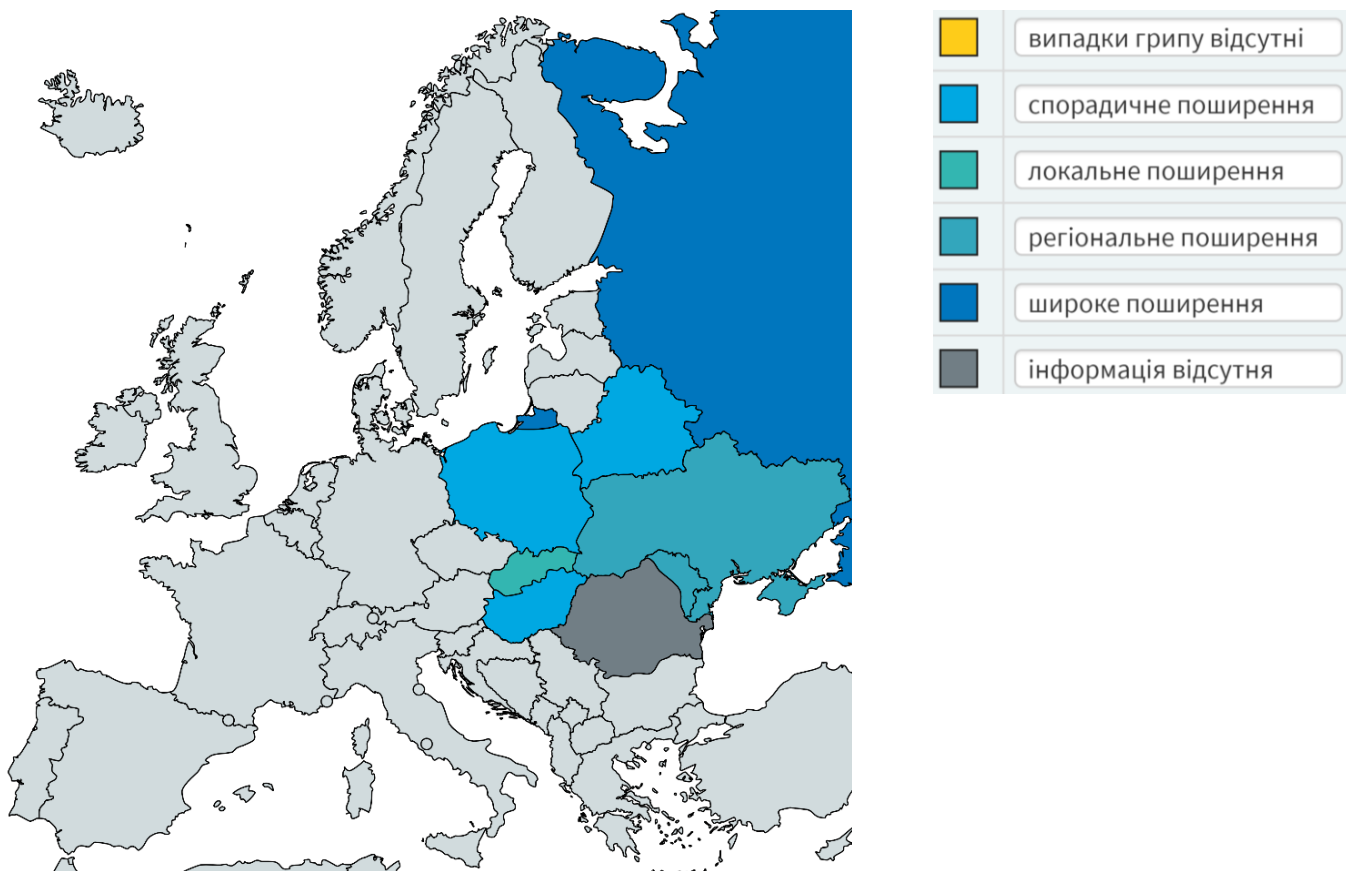 випадки грипу відсутні
спорадичне поширення
локальне поширення
регіональне поширення
широке поширення
інформація відсутня